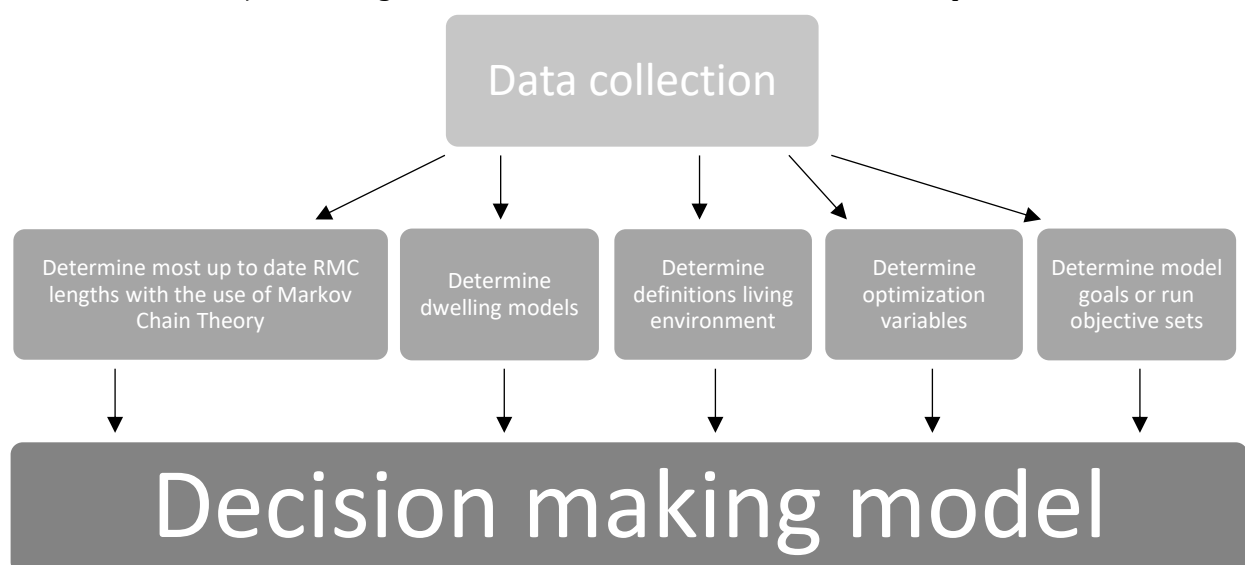 Data collection
Determine most up to date RMC
lengths with the use of Markov
Chain Theory
Determine
dwelling models
Determine
definitions living
environment
Determine
optimization
variables
Determine model
goals or run
objective sets
Decision making model